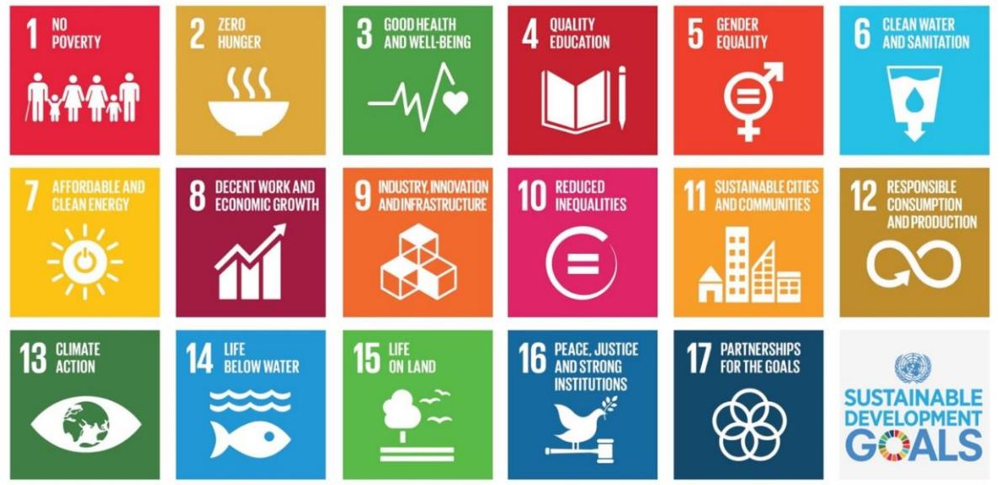 1 NO
POVERTY
2 ZERO
HUNGER
3 GOOD HEALTH
AND WELL-BEING
4 QUALITY
EDUCATION
5 GENDER
EQUALITY
6 CLEAN WATER
AND SANITATION
7 AFFORDABLE AND
CLEAN ENERGY
8 DECENT WORK AND
ECONOMIC GROWTH
9 INDUSTRY, INNOVATION
AND INFRASTRUCTURE
10 REDUCED
INEQUALITIES
11 SUSTAINABLE CITIES
AND COMMUNITIES
12 RESPONSIBLE
CONSUMPTION
AND PRODUCTION
13 CLIMATE
ACTION
14 LIFE
BELOW WATER
15 LIFE
ON LAND
16 PEACE, JUSTICE
AND STRONG
INSTITUTIONS
17 PARTNERSHIPS
FOR THE GOALS
SUSTAINABLE
DEVELOPMENT
GOALS